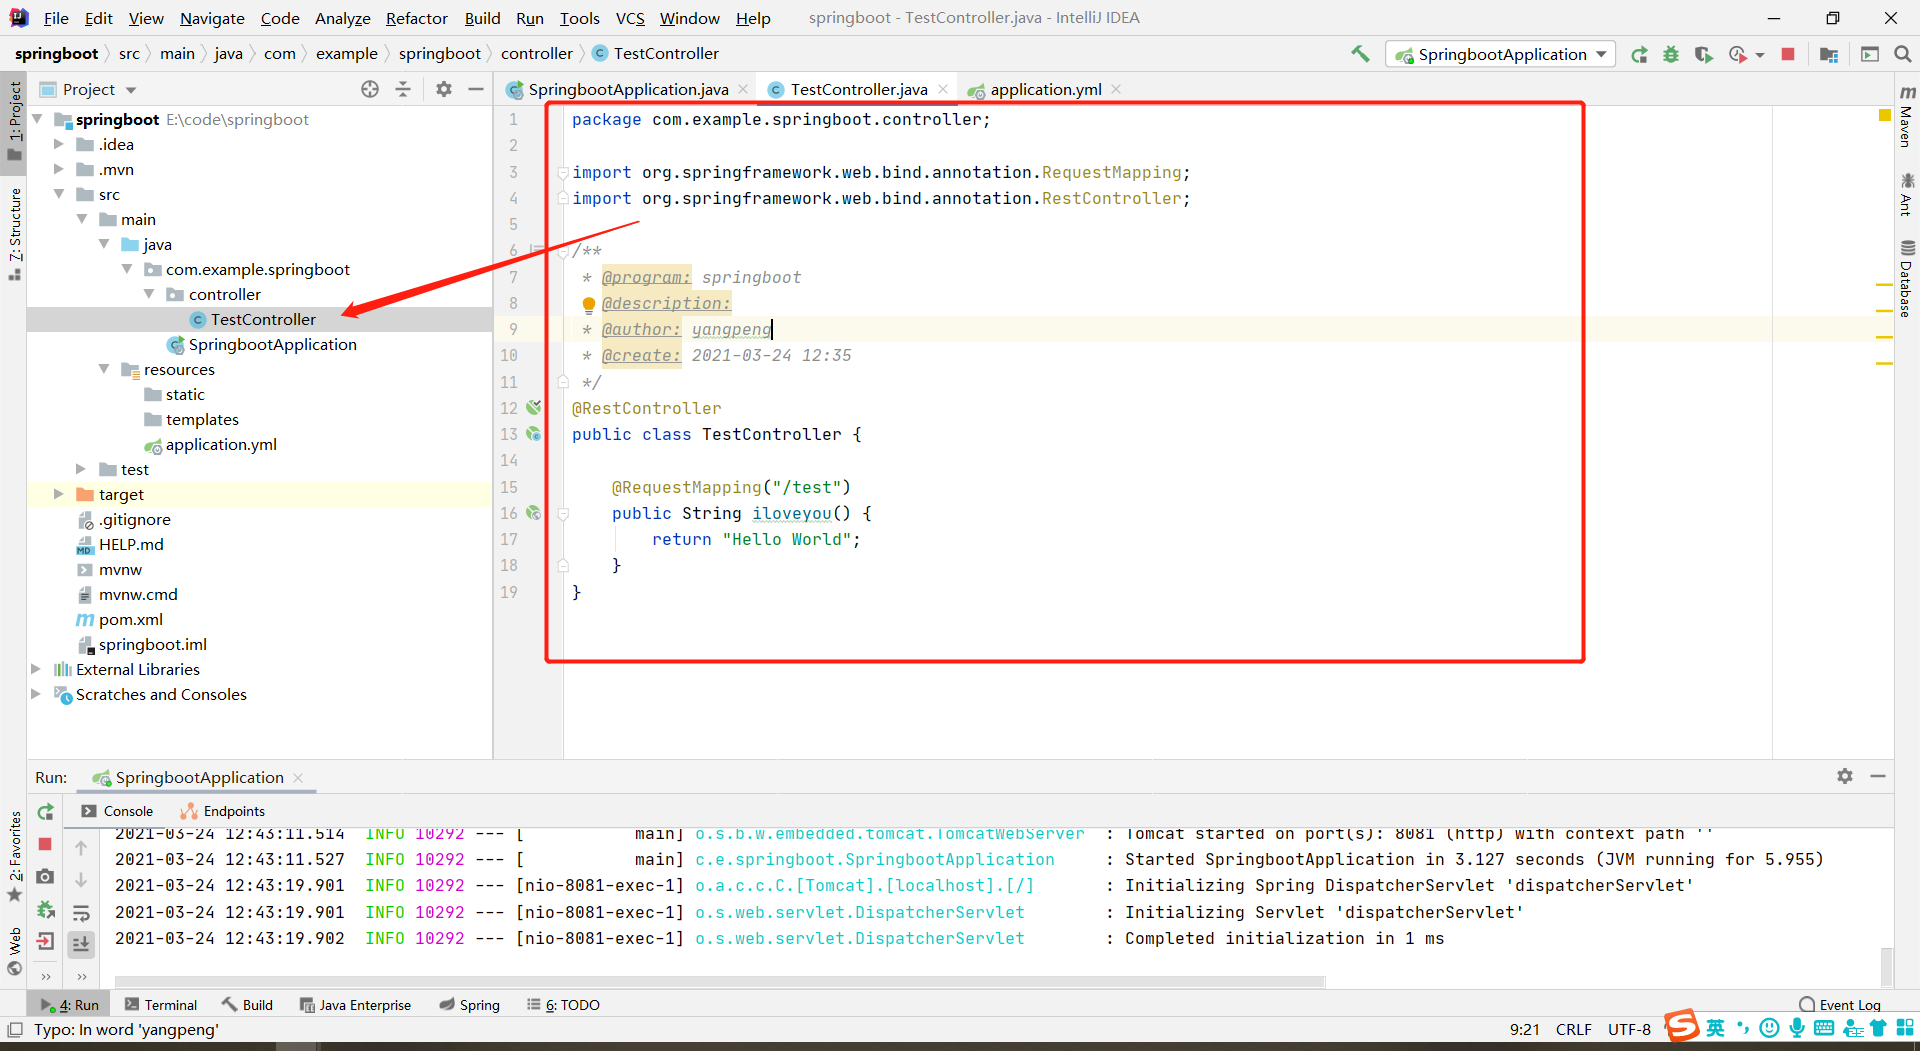 File Edit View Navigate Code Analyze Refactor Build Run Tools VCS Window Help springboot - TestController.java - IntelliJ IDEA
springboot src main java com example springboot controller TestController SpringbootApplication
Project SpringbootApplication.java TestController.java application.yml
1: Project
7: Structure
2: Favorites
Web
springboot E:\code\springboot
.idea
.mvn
src
main
java
com.example.springboot
controller
TestController
SpringbootApplication
resources
static
templates
application.yml
test
target
.gitignore
HELP.md
mvnw
mvnw.cmd
pom.xml
springboot.iml
External Libraries
Scratches and Consoles
1 package com.example.springboot.controller;
2
3 import org.springframework.web.bind.annotation.RequestMapping;
4 import org.springframework.web.bind.annotation.RestController;
5
6 /**
7 * @program: springboot
8 @description:
9 * @author: yangpeng
10 * @create: 2021-03-24 12:35
11 */
12 @RestController
13 public class TestController {
14
15 @RequestMapping("/test")
16 public String iloveyou() {
17 return "Hello World";
18 }
19 }
Maven
Ant
Database
Run: SpringbootApplication
Console Endpoints
2021-03-24 12:43:11.514 INFO 10292 --- [ main] o.s.b.w.embedded.tomcat.TomcatWebServer : Tomcat started on port(s): 8081 (http) with context path ''
2021-03-24 12:43:11.527 INFO 10292 --- [ main] c.e.springboot.SpringbootApplication : Started SpringbootApplication in 3.127 seconds (JVM running for 5.955)
2021-03-24 12:43:19.901 INFO 10292 --- [nio-8081-exec-1] o.a.c.c.C.[Tomcat].[localhost].[/] : Initializing Spring DispatcherServlet 'dispatcherServlet'
2021-03-24 12:43:19.901 INFO 10292 --- [nio-8081-exec-1] o.s.web.servlet.DispatcherServlet : Initializing Servlet 'dispatcherServlet'
2021-03-24 12:43:19.902 INFO 10292 --- [nio-8081-exec-1] o.s.web.servlet.DispatcherServlet : Completed initialization in 1 ms
4: Run Terminal Build Java Enterprise Spring 6: TODO Event Log
Typo: In word 'yangpeng' 9:21 CRLF UTF-8 英